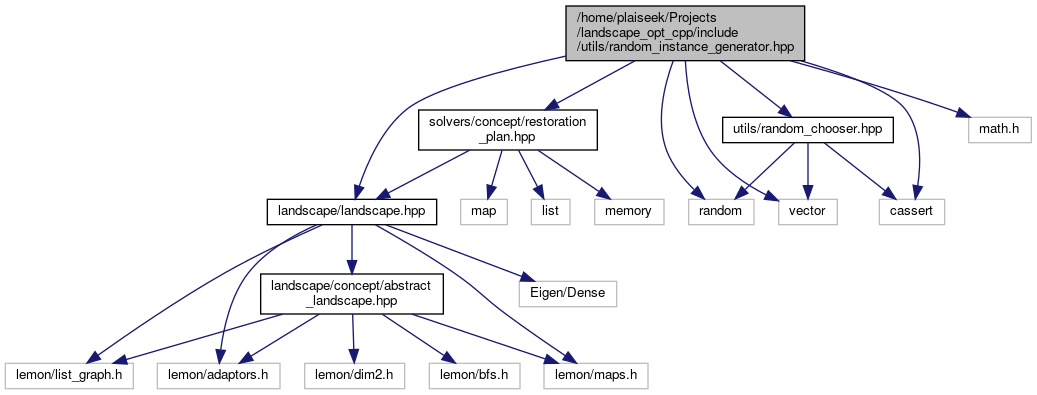 /home/plaiseek/Projects
/landscape_opt_cpp/include
/utils/random_instance_generator.hpp
solvers/concept/restoration
_plan.hpp
utils/random_chooser.hpp
math.h
landscape/landscape.hpp
map
list
memory
random
vector
cassert
landscape/concept/abstract
_landscape.hpp
Eigen/Dense
lemon/list_graph.h
lemon/adaptors.h
lemon/dim2.h
lemon/bfs.h
lemon/maps.h